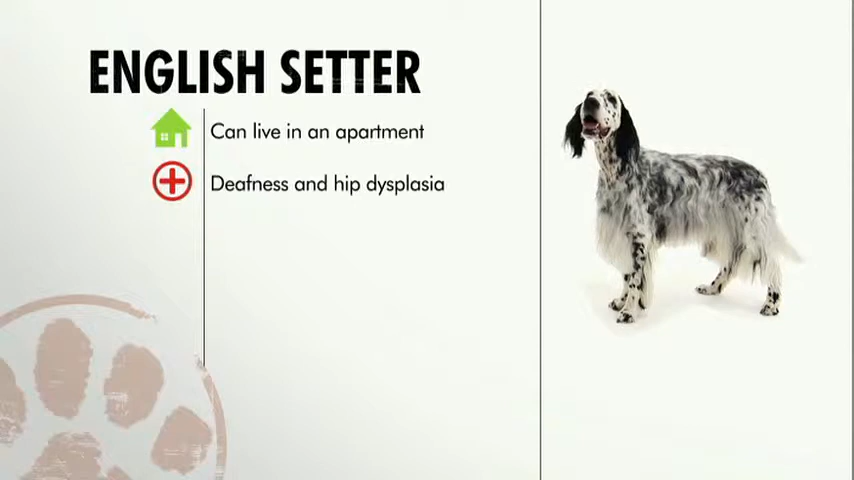 ENGLISH SETTER
Can live in an apartment
Deafness and hip dysplasia